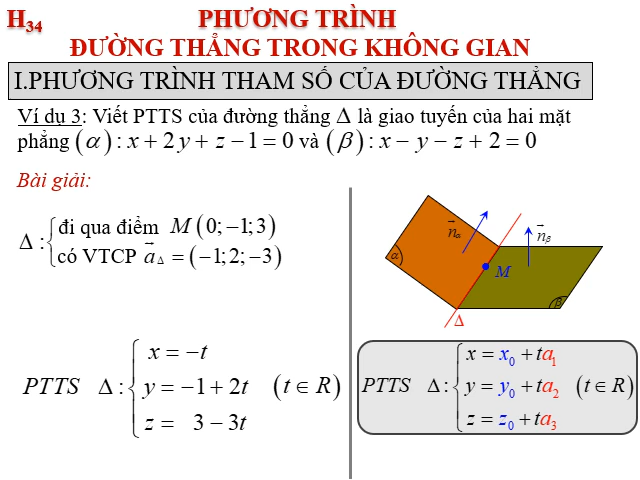 H34 PHƯƠNG TRÌNH
ĐƯỜNG THẲNG TRONG KHÔNG GIAN
I.PHƯƠNG TRÌNH THAM SỐ CỦA ĐƯỜNG THẲNG
Ví dụ 3: Viết PTTS của đường thẳng Δ là giao tuyến của hai mặt
phẳng (α) : x + 2y + z − 1 = 0 và (β) : x − y − z + 2 = 0
Bài giải:
Δ : { đi qua điểm M(0; −1; 3)
có VTCP a⃗Δ = (−1; 2; −3)
n⃗α n⃗β
α M β
Δ
PTTS Δ : { x = −t
y = −1 + 2t (t ∈ R)
z = 3 − 3t
PTTS Δ : { x = x0 + ta1
y = y0 + ta2 (t ∈ R)
z = z0 + ta3